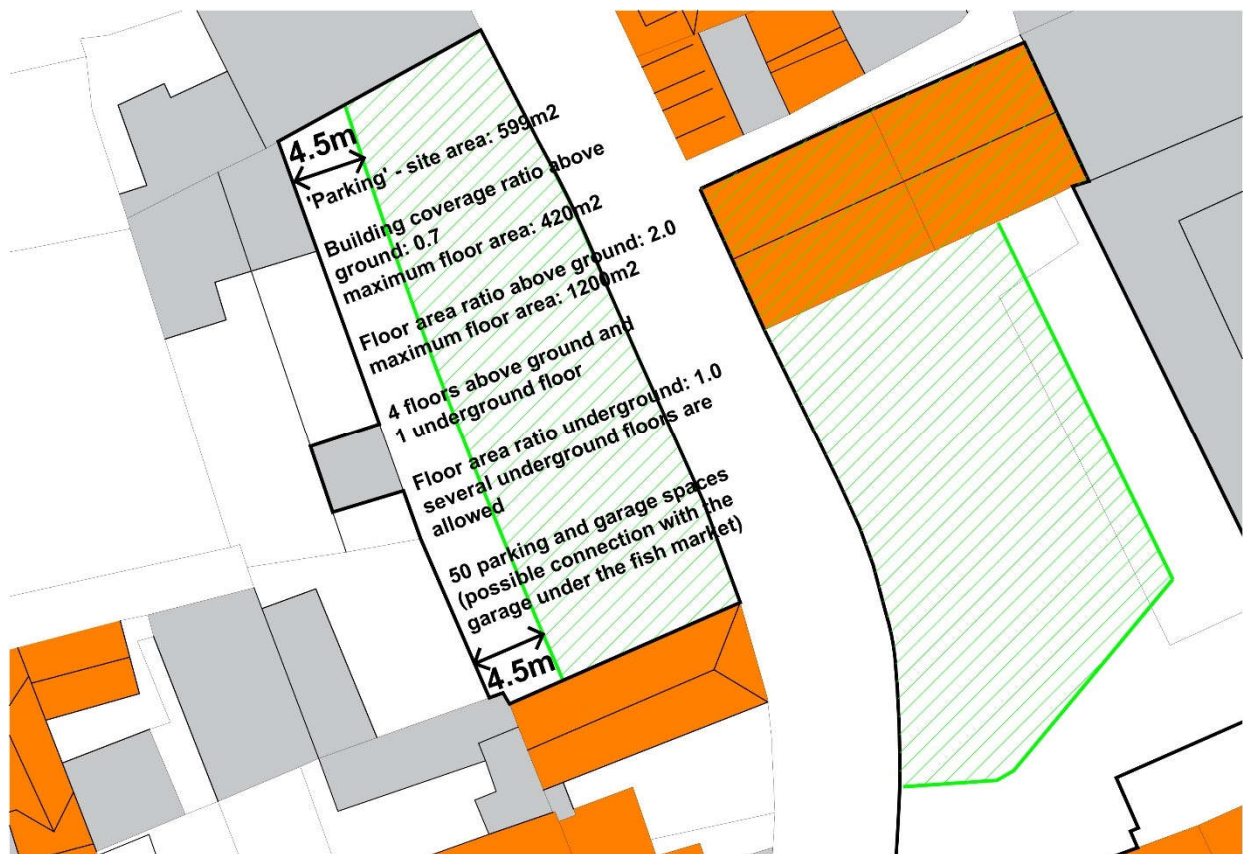 4.5m
'Parking' - site area: 599m2
Building coverage ratio above
ground: 0.7
maximum floor area: 420m2
Floor area ratio above ground: 2.0
maximum floor area: 1200m2
4 floors above ground and
1 underground floor
Floor area ratio underground: 1.0
several underground floors are
allowed
50 parking and garage spaces
(possible connection with the
garage under the fish market)
4.5m